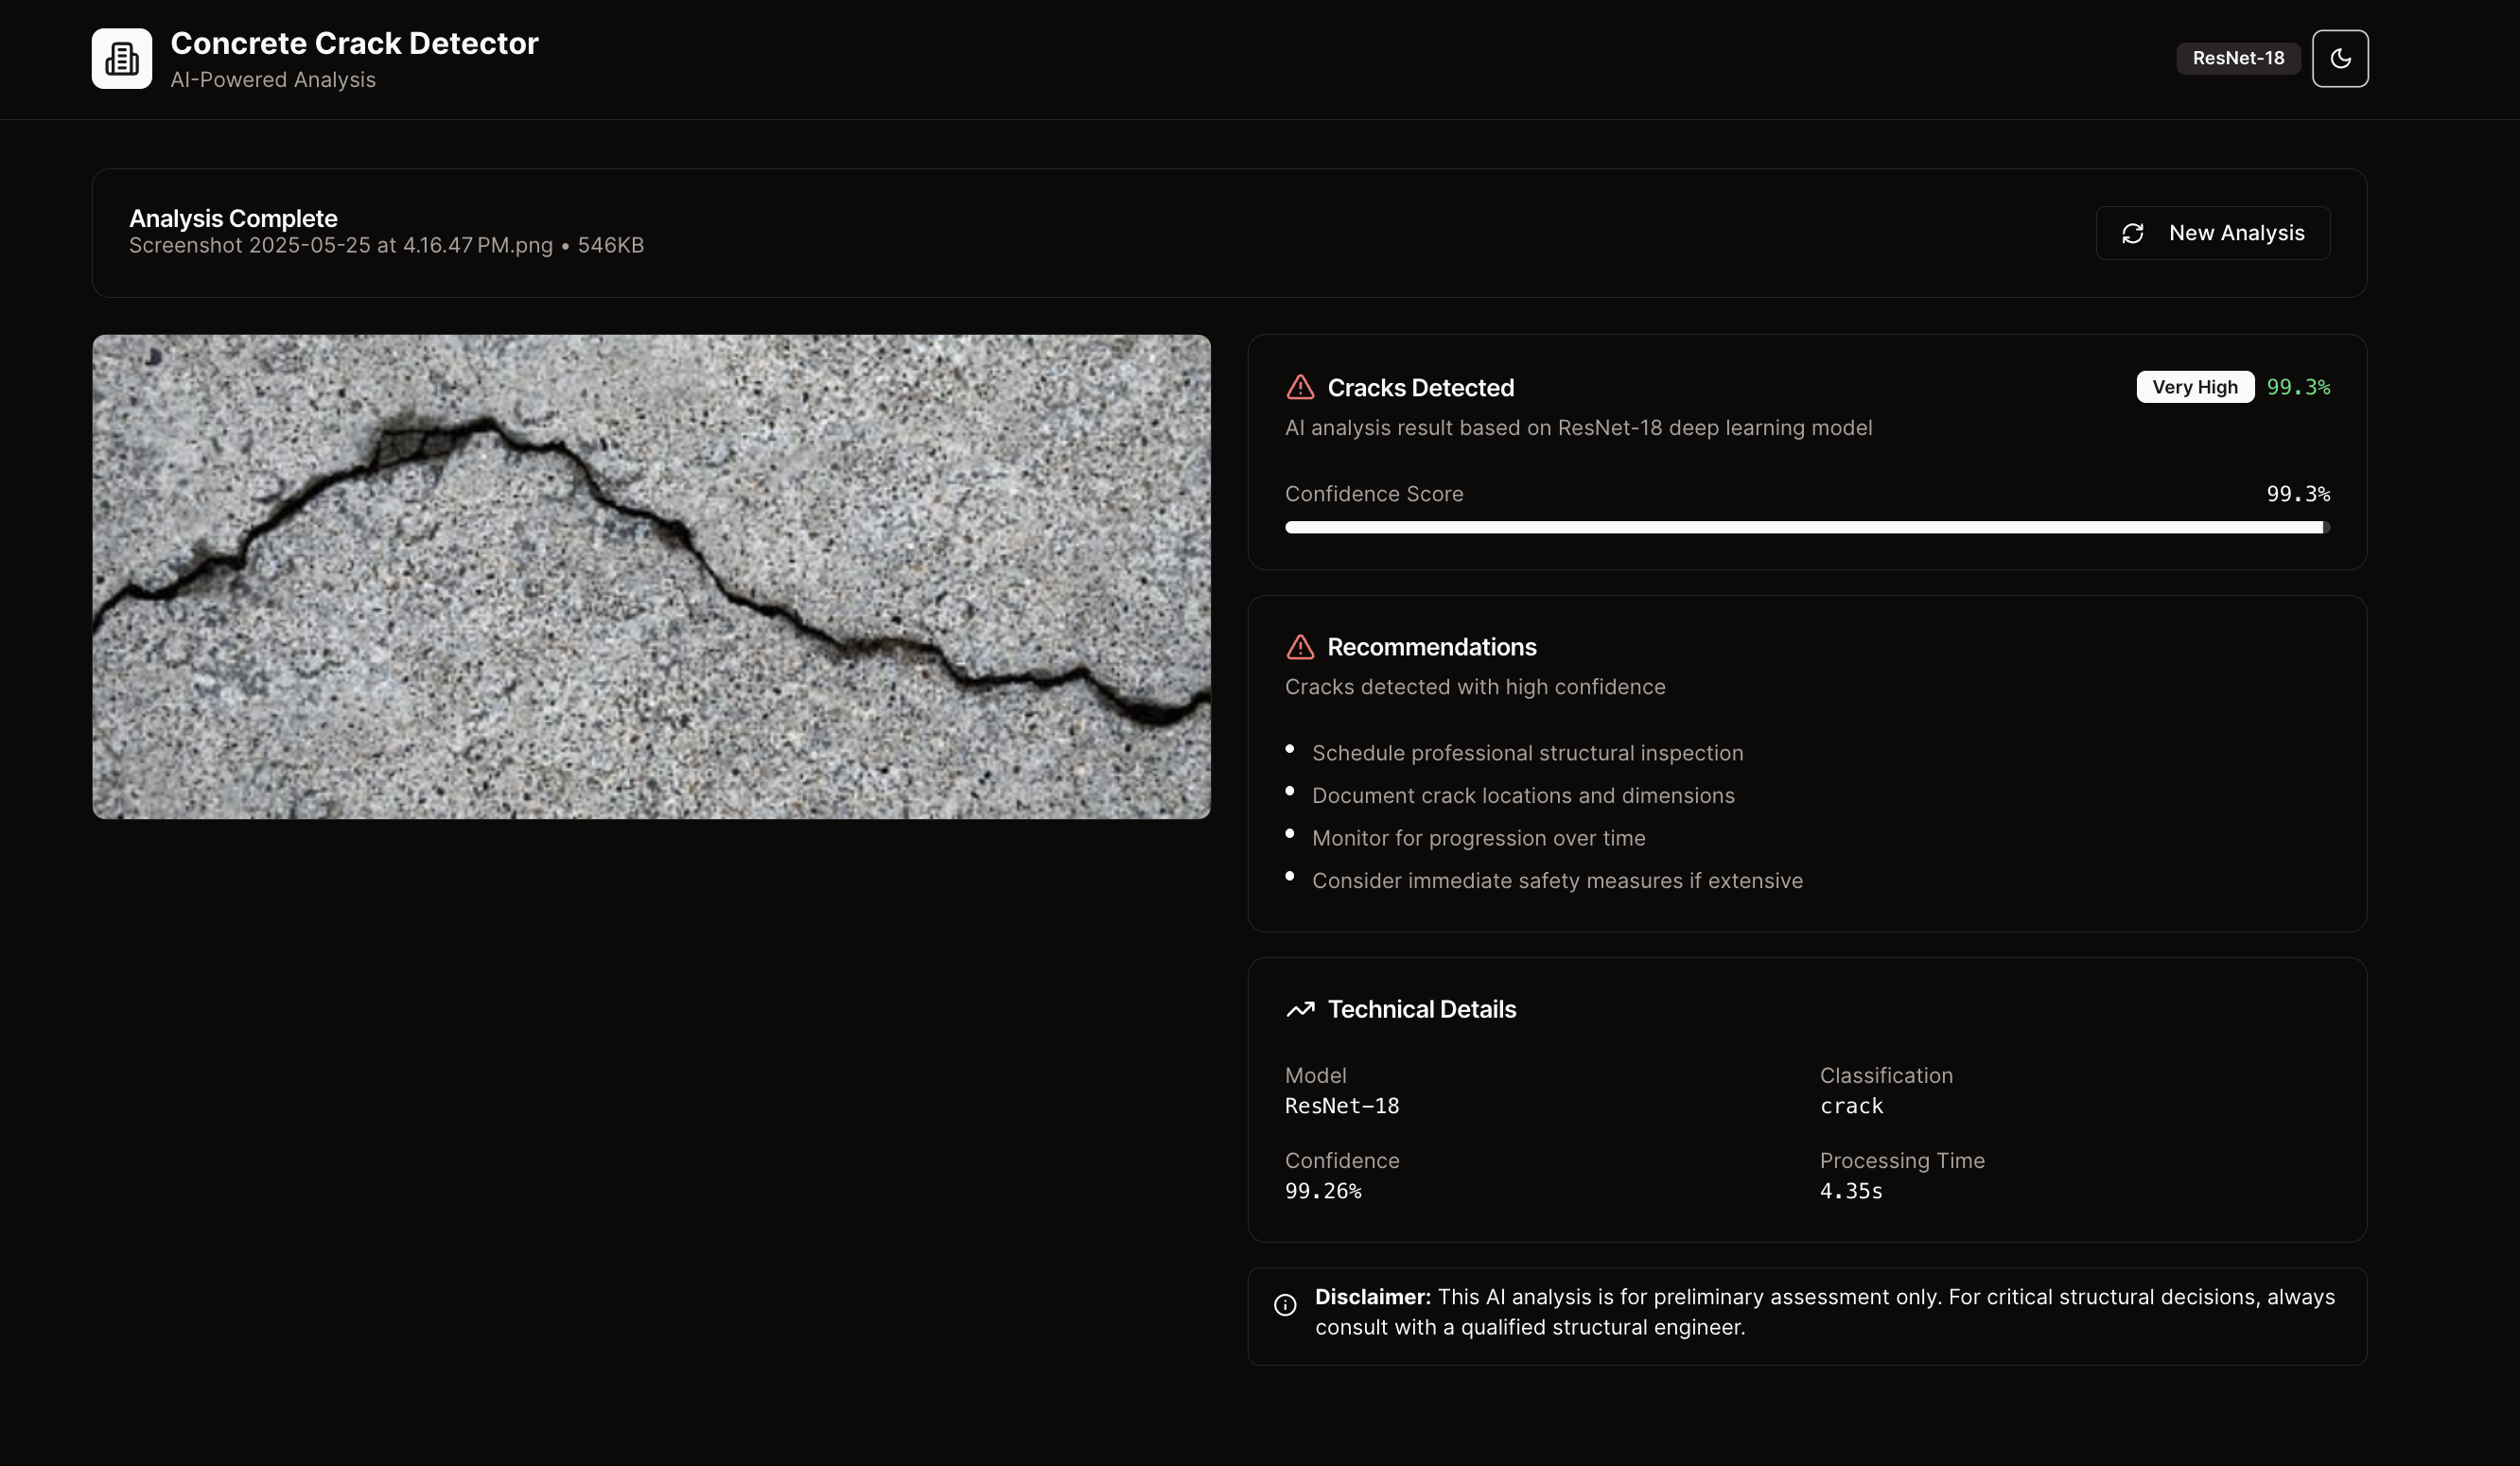 Concrete Crack Detector
AI-Powered Analysis
ResNet-18
Analysis Complete
Screenshot 2025-05-25 at 4.16.47 PM.png • 546KB
New Analysis
Cracks Detected
Very High 99.3%
AI analysis result based on ResNet-18 deep learning model
Confidence Score 99.3%
Recommendations
Cracks detected with high confidence
• Schedule professional structural inspection
• Document crack locations and dimensions
• Monitor for progression over time
• Consider immediate safety measures if extensive
Technical Details
Model
ResNet-18
Classification
crack
Confidence
99.26%
Processing Time
4.35s
Disclaimer: This AI analysis is for preliminary assessment only. For critical structural decisions, always
consult with a qualified structural engineer.